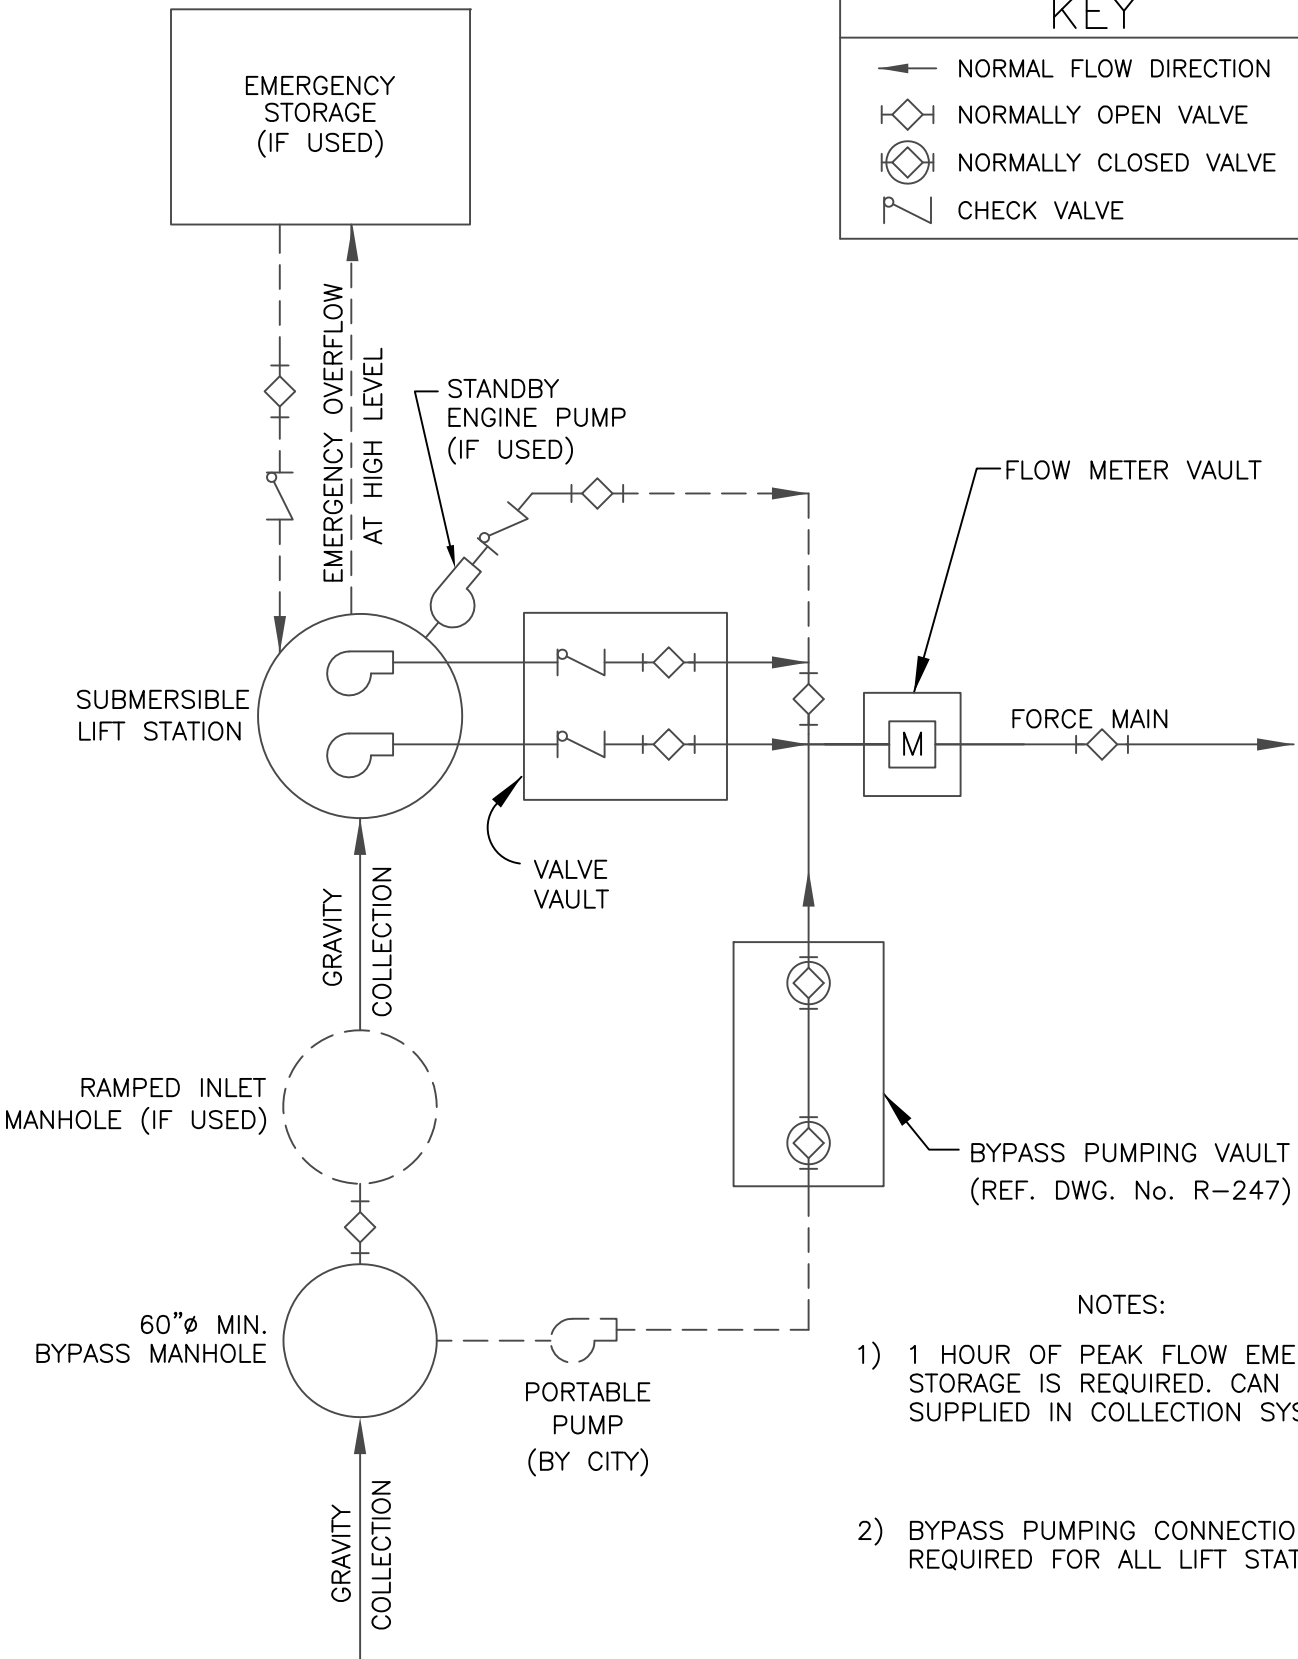 KEY
NORMAL FLOW DIRECTION
NORMALLY OPEN VALVE
NORMALLY CLOSED VALVE
CHECK VALVE
EMERGENCY
STORAGE
(IF USED)
EMERGENCY OVERFLOW
AT HIGH LEVEL
STANDBY
ENGINE PUMP
(IF USED)
FLOW METER VAULT
SUBMERSIBLE
LIFT STATION
FORCE MAIN
M
VALVE
VAULT
GRAVITY
COLLECTION
RAMPED INLET
MANHOLE (IF USED)
BYPASS PUMPING VAULT
(REF. DWG. No. R-247)
60"ø MIN.
BYPASS MANHOLE
PORTABLE
PUMP
(BY CITY)
GRAVITY
COLLECTION
NOTES:
1) 1 HOUR OF PEAK FLOW EME
STORAGE IS REQUIRED. CAN
SUPPLIED IN COLLECTION SYS
2) BYPASS PUMPING CONNECTIO
REQUIRED FOR ALL LIFT STAT